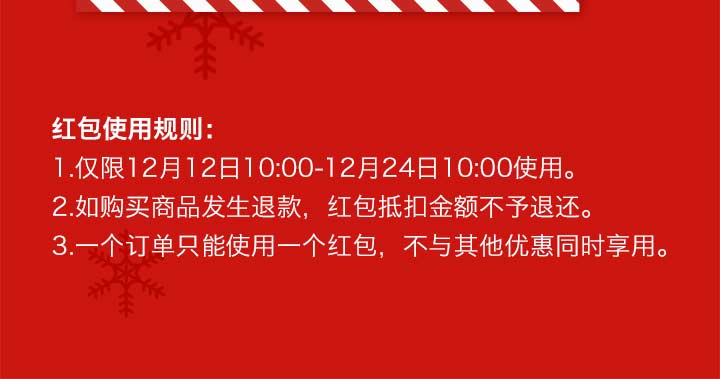 红包使用规则：
1.仅限12月12日10:00-12月24日10:00使用。
2.如购买商品发生退款，红包抵扣金额不予退还。
3.一个订单只能使用一个红包，不与其他优惠同时享用。